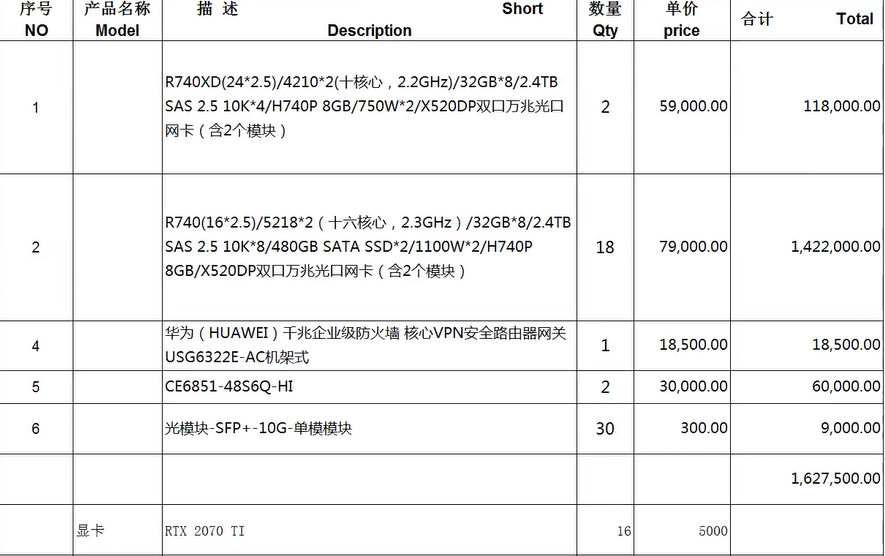 序号 产品名称 描 述 Short 数量 单价 合计 Total
NO Model Description Qty price
R740XD(24*2.5)/4210*2(十核心，2.2GHz)/32GB*8/2.4TB
1 SAS 2.5 10K*4/H740P 8GB/750W*2/X520DP双口万兆光口 2 59,000.00 118,000.00
网卡（含2个模块）
R740(16*2.5)/5218*2（十六核心，2.3GHz）/32GB*8/2.4TB
2 SAS 2.5 10K*8/480GB SATA SSD*2/1100W*2/H740P 18 79,000.00 1,422,000.00
8GB/X520DP双口万兆光口网卡（含2个模块）
华为（HUAWEI）千兆企业级防火墙 核心VPN安全路由器网关
4 USG6322E-AC机架式 1 18,500.00 18,500.00
5 CE6851-48S6Q-HI 2 30,000.00 60,000.00
6 光模块-SFP+-10G-单模模块 30 300.00 9,000.00
1,627,500.00
显卡 RTX 2070 TI 16 5000